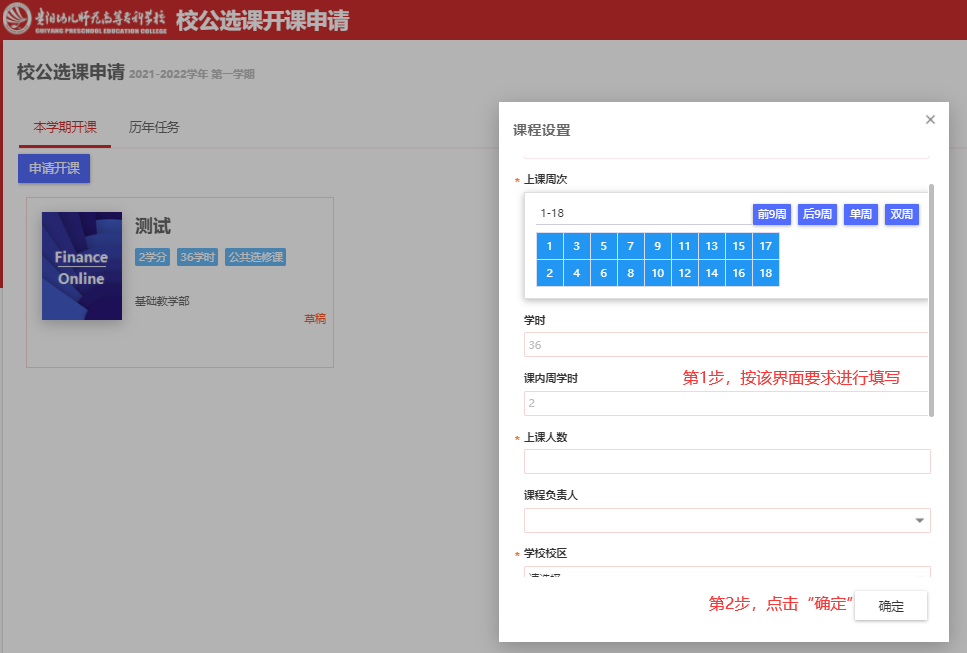 贵阳幼儿师范高等专科学校
GUIYANG PRESCHOOL EDUCATION COLLEGE
校公选课开课申请
校公选课申请 2021-2022学年 第一学期
本学期开课 历年任务
申请开课
Finance
Online
测试
2学分 36学时 公共选修课
基础教学部
草稿
课程设置
×
* 上课周次
1-18 前9周 后9周 单周 双周
1 3 5 7 9 11 13 15 17
2 4 6 8 10 12 14 16 18
学时
36
课内周学时
第1步，按该界面要求进行填写
2
* 上课人数
课程负责人
* 学校校区
请选择
第2步，点击“确定”
确定